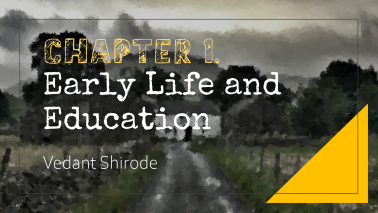 CHAPTER 1.
Early Life and
Education
Vedant Shirode